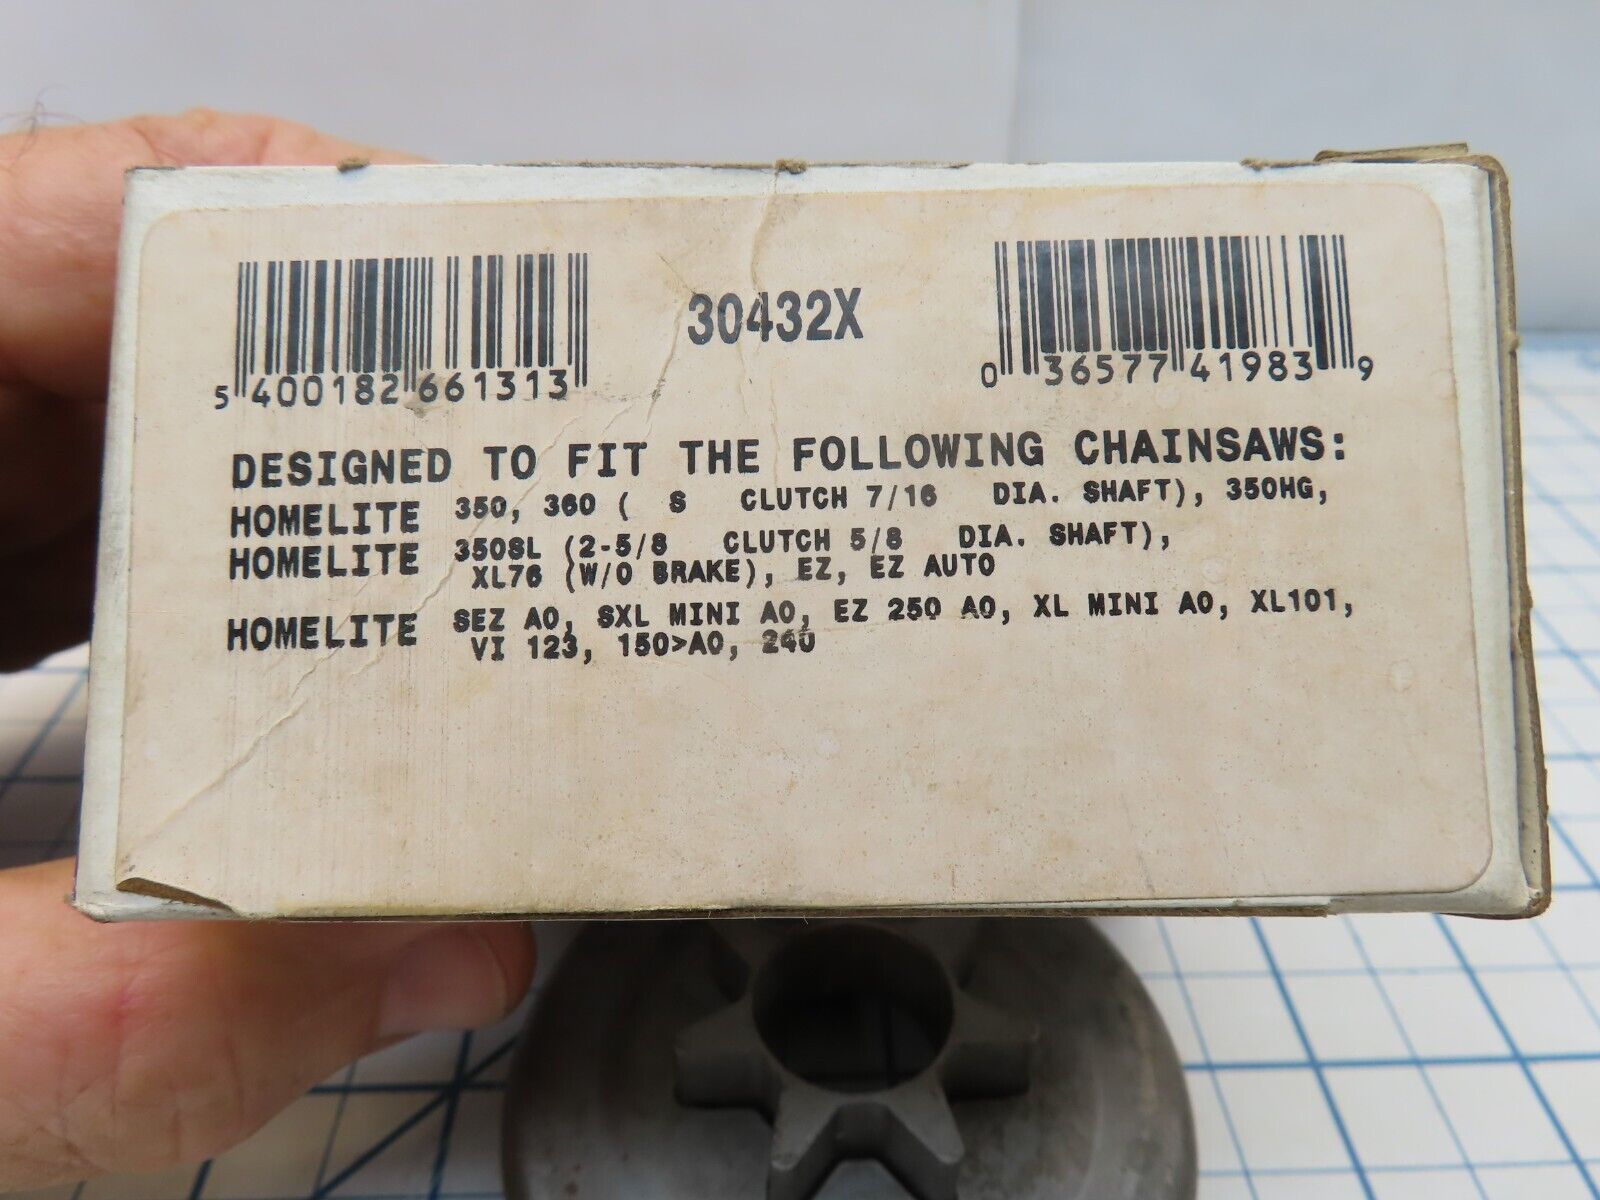 5 400182 661313
30432X
0 36577 41983 9
DESIGNED TO FIT THE FOLLOWING CHAINSAWS:
HOMELITE 350, 360 ( S CLUTCH 7/16 DIA. SHAFT), 350HG,
HOMELITE 350SL (2-5/8 CLUTCH 5/8 DIA. SHAFT),
XL76 (W/O BRAKE), EZ, EZ AUTO
HOMELITE SEZ AO, SXL MINI AO, EZ 250 AO, XL MINI AO, XL101,
VI 123, 150>AO, 240